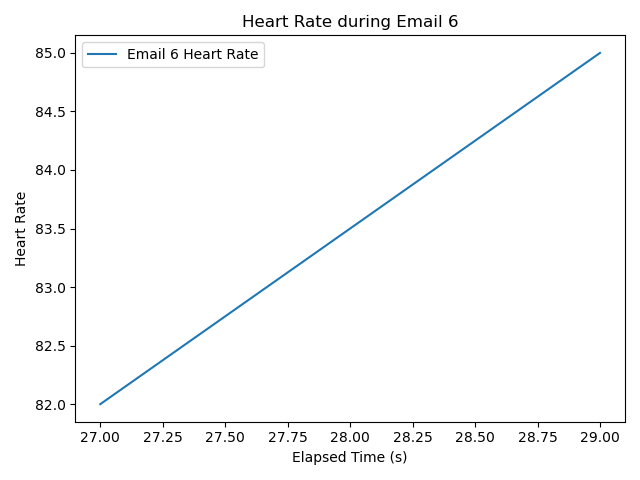 Heart Rate during Email 6
Email 6 Heart Rate
85.0
84.5
84.0
83.5
83.0
82.5
82.0
Heart Rate
27.00 27.25 27.50 27.75 28.00 28.25 28.50 28.75 29.00
Elapsed Time (s)